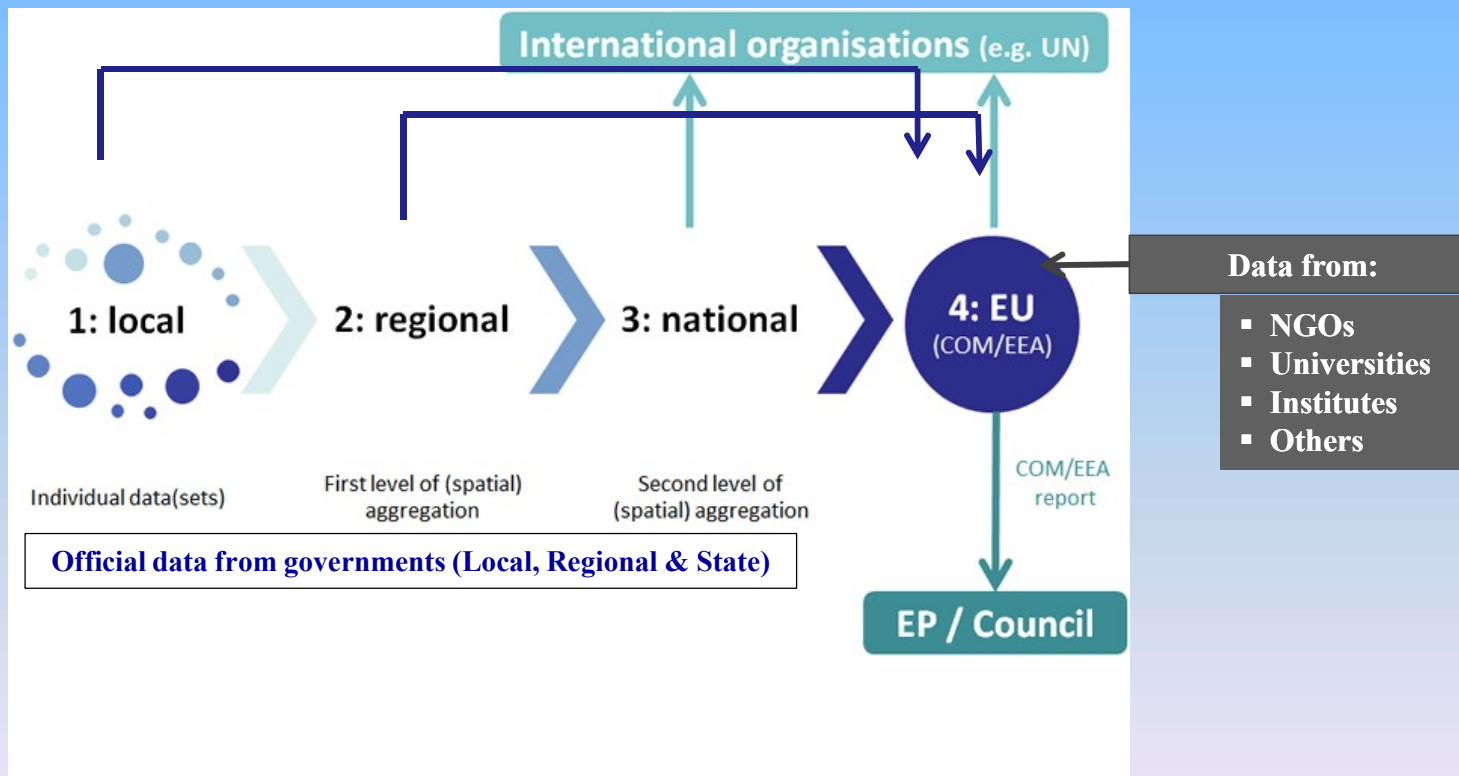 International organisations (e.g. UN)
1: local
2: regional
3: national
4: EU
(COM/EEA)
Data from:
▪ NGOs
▪ Universities
▪ Institutes
▪ Others
Individual data(sets)
First level of (spatial)
aggregation
Second level of
(spatial) aggregation
COM/EEA
report
Official data from governments (Local, Regional & State)
EP / Council